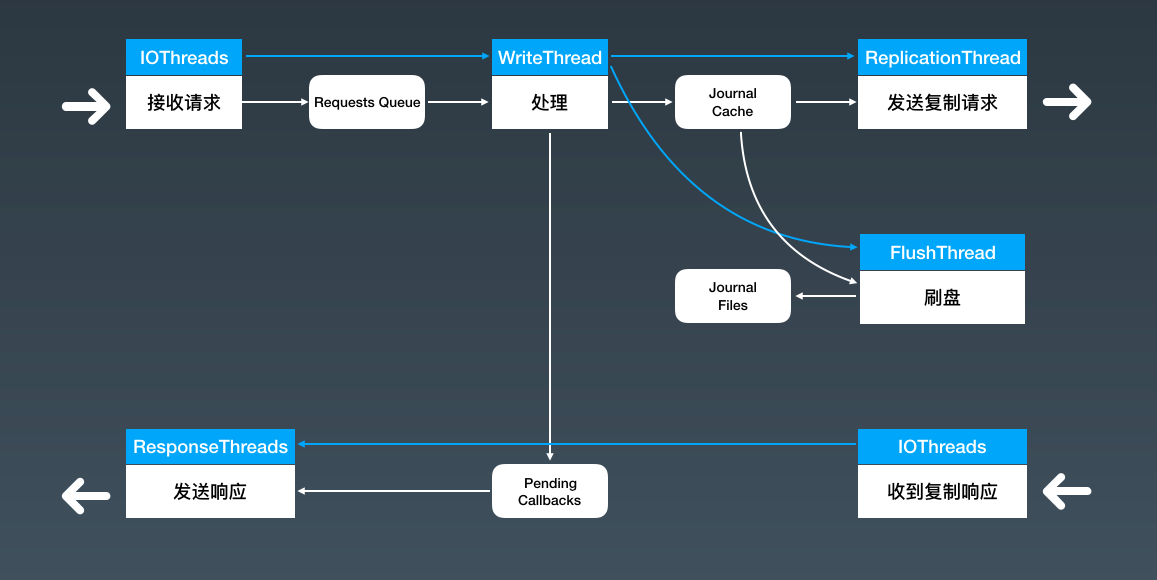 IOThreads
接收请求
Requests Queue
WriteThread
处理
Journal
Cache
ReplicationThread
发送复制请求
FlushThread
刷盘
Journal
Files
ResponseThreads
发送响应
Pending
Callbacks
IOThreads
收到复制响应